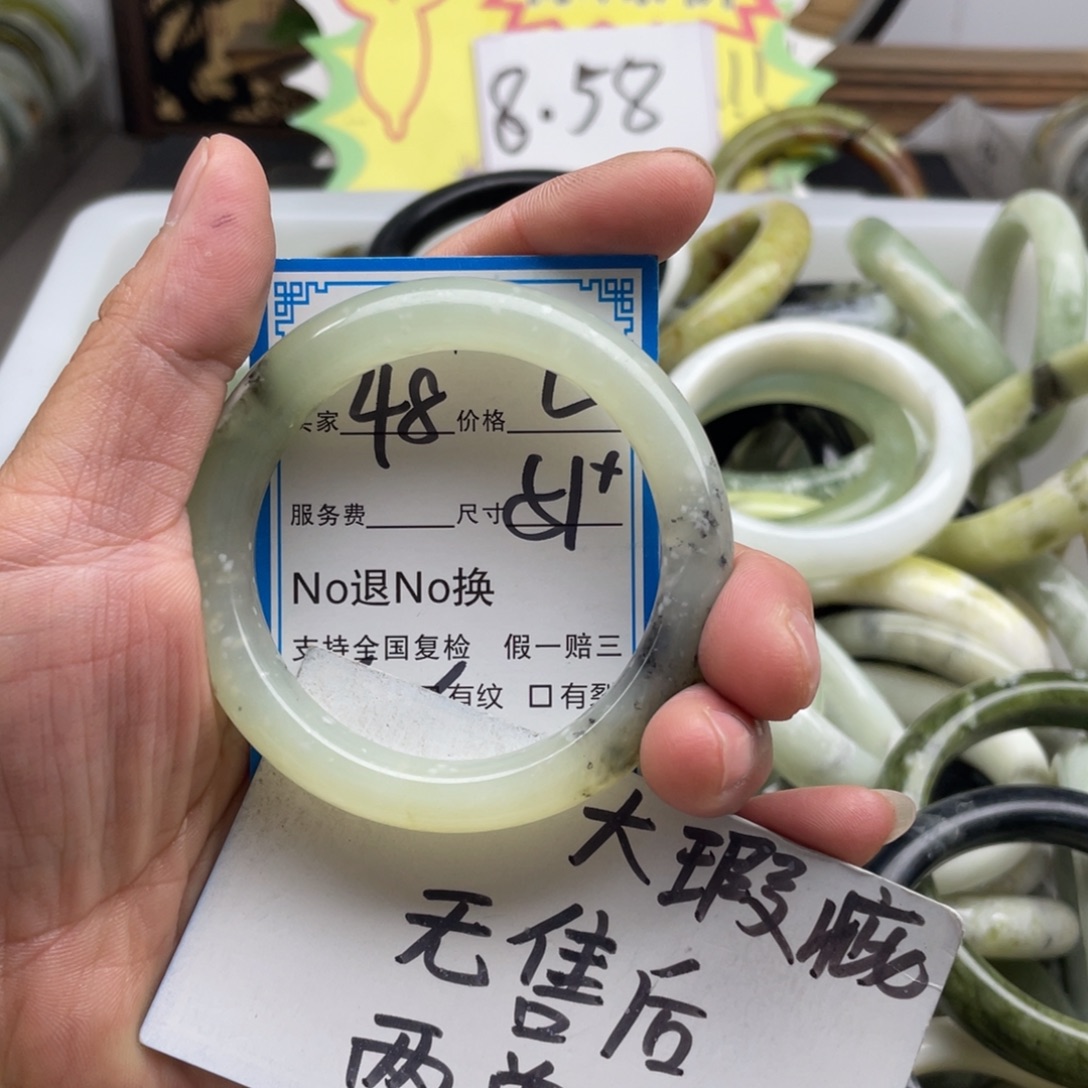 8.58
家 48 价格
服务费 尺寸 51+
No退No换
支持全国复检 假一赔三
有纹 口有裂
大瑕疵
无售后
两